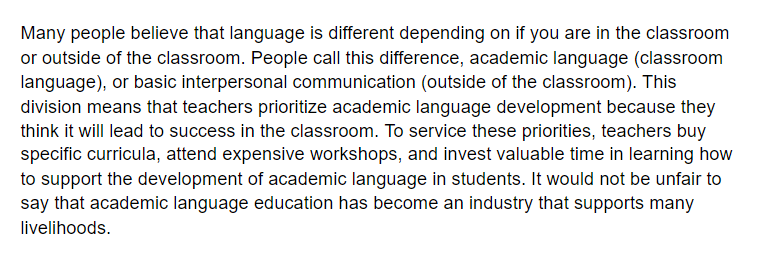 Many people believe that language is different depending on if you are in the classroom
or outside of the classroom. People call this difference, academic language (classroom
language), or basic interpersonal communication (outside of the classroom). This
division means that teachers prioritize academic language development because they
think it will lead to success in the classroom. To service these priorities, teachers buy
specific curricula, attend expensive workshops, and invest valuable time in learning how
to support the development of academic language in students. It would not be unfair to
say that academic language education has become an industry that supports many
livelihoods.